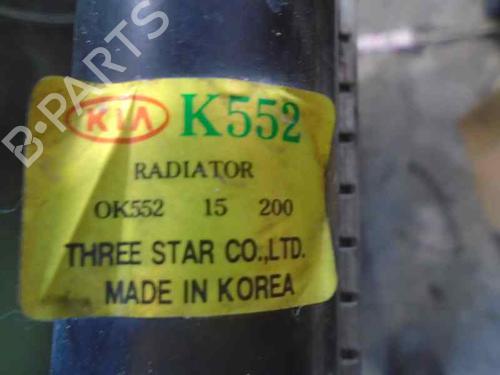 B-PARTS
KIA K552
RADIATOR
OK552 15 200
THREE STAR CO.,LTD.
MADE IN KOREA